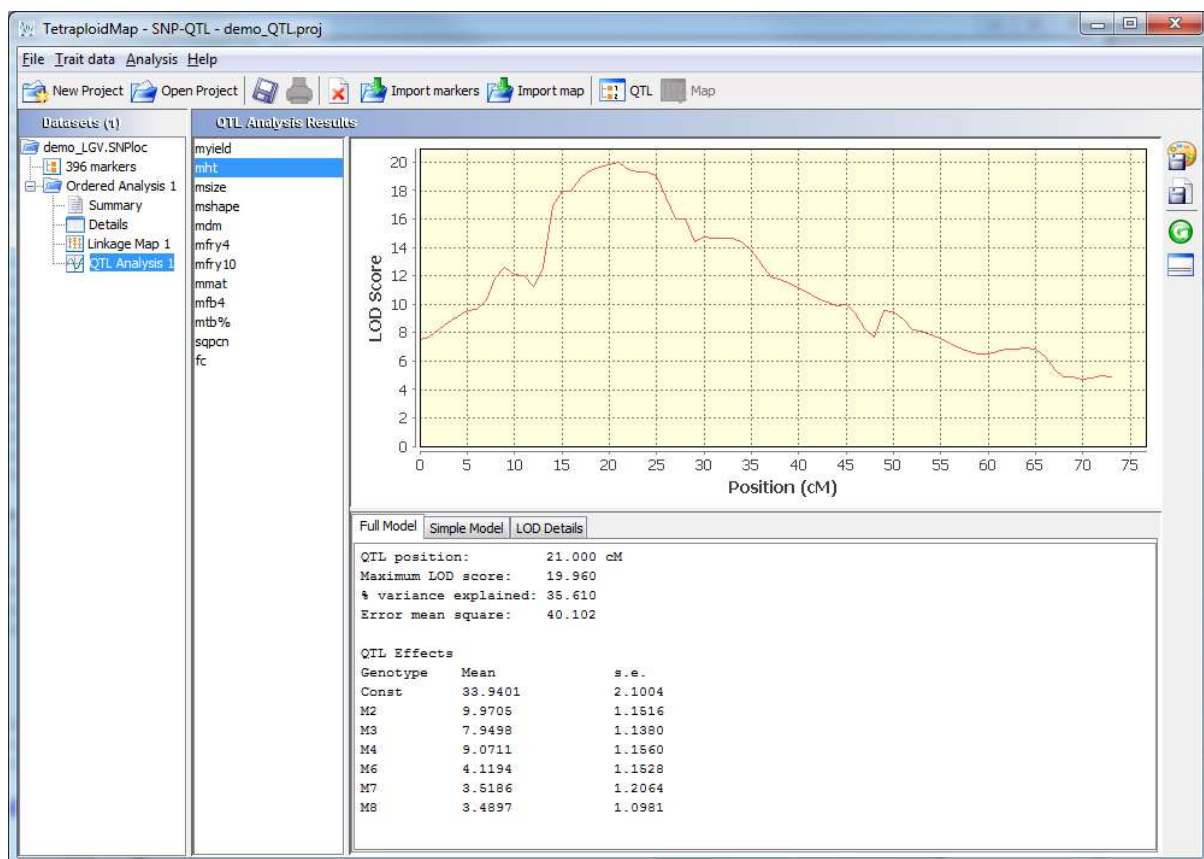 TetraploidMap - SNP-QTL - demo_QTL.proj
File Trait data Analysis Help
New Project Open Project Import markers Import map QTL Map
Datasets (1)
demo_LGV.SNPloc
396 markers
Ordered Analysis 1
Summary
Details
Linkage Map 1
QTL Analysis 1
QTL Analysis Results
myield
mht
msize
mshape
mdm
mfry4
mfry10
mmat
mfb4
mtb%
sqpcn
fc
LOD Score
20
18
16
14
12
10
8
6
4
2
0
0 5 10 15 20 25 30 35 40 45 50 55 60 65 70 75
Position (cM)
Full Model Simple Model LOD Details
QTL position: 21.000 cM
Maximum LOD score: 19.960
% variance explained: 35.610
Error mean square: 40.102
QTL Effects
Genotype Mean s.e.
Const 33.9401 2.1004
M2 9.9705 1.1516
M3 7.9498 1.1380
M4 9.0711 1.1560
M6 4.1194 1.1528
M7 3.5186 1.2064
M8 3.4897 1.0981